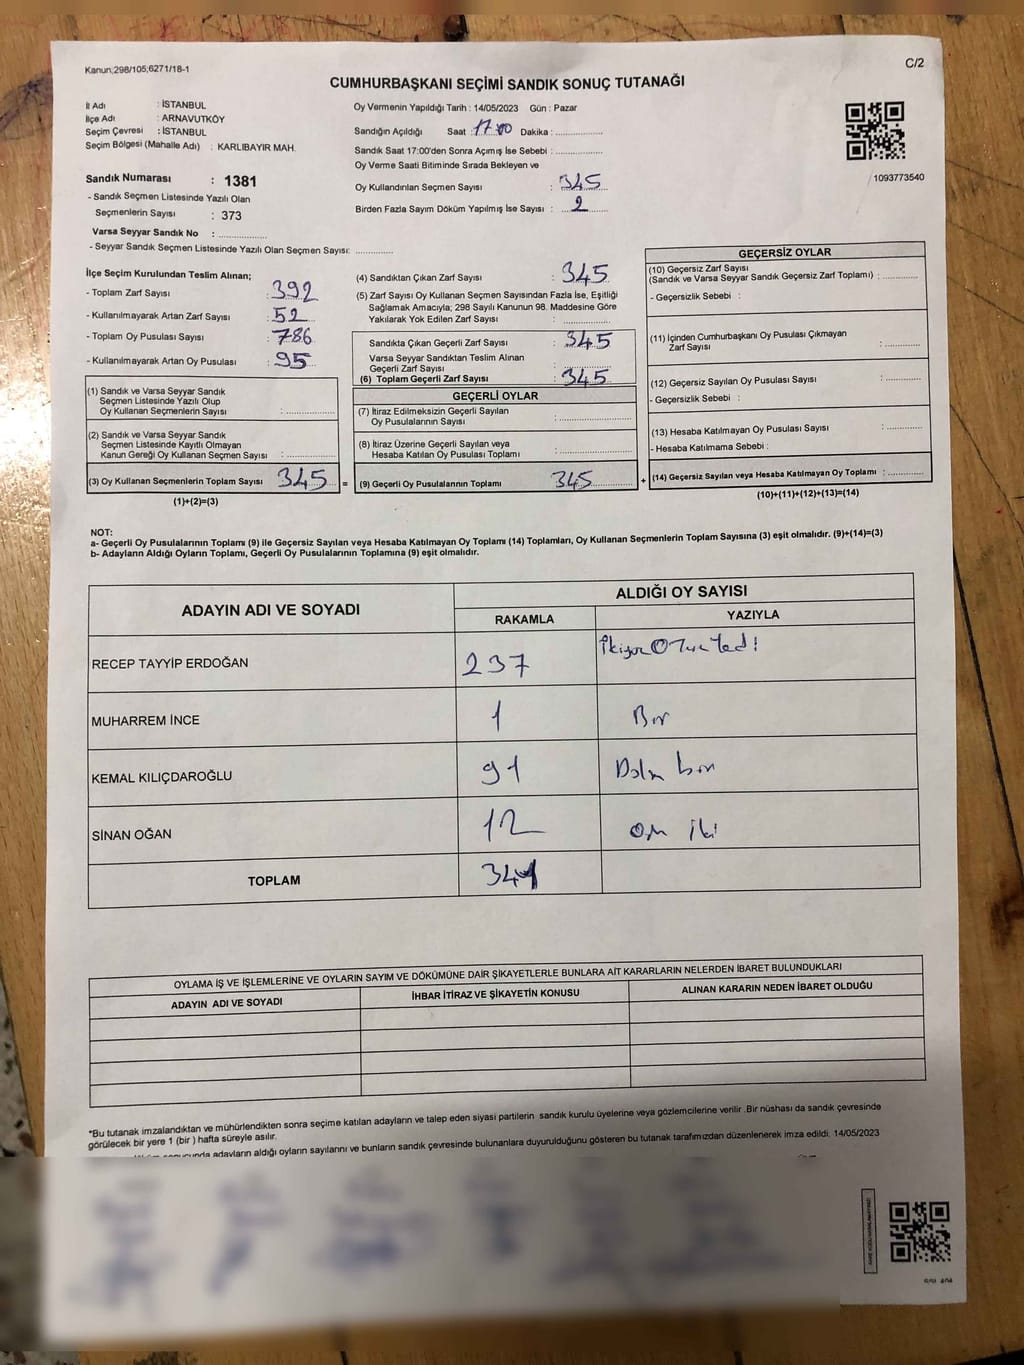 Kanun;298/105;6271/18-1
C/2
CUMHURBAŞKANI SEÇİMİ SANDIK SONUÇ TUTANAĞI
İl Adı : İSTANBUL
İlçe Adı : ARNAVUTKÖY
Seçim Çevresi : İSTANBUL
Seçim Bölgesi (Mahalle Adı) : KARLIBAYIR MAH.
Sandık Numarası : 1381
- Sandık Seçmen Listesinde Yazılı Olan
Seçmenlerin Sayısı : 373
Varsa Seyyar Sandık No : ..............
- Seyyar Sandık Seçmen Listesinde Yazılı Olan Seçmen Sayısı: ............
Oy Vermenin Yapıldığı Tarih : 14/05/2023 Gün : Pazar
Sandığın Açıldığı Saat : 17:00 Dakika : ..............
Sandık Saat 17:00'den Sonra Açımış İse Sebebi : ..............
Oy Verme Saati Bitiminde Sırada Bekleyen ve
Oy Kullandırılan Seçmen Sayısı : 345
Birden Fazla Sayım Döküm Yapılmış İse Sayısı : 2
1093773540
İlçe Seçim Kurulundan Teslim Alınan;
- Toplam Zarf Sayısı : 392
- Kullanılmayarak Artan Zarf Sayısı : 52
- Toplam Oy Pusulası Sayısı : 786
- Kullanılmayarak Artan Oy Pusulası : 95
(1) Sandık ve Varsa Seyyar Sandık
Seçmen Listesinde Yazılı Olup
Oy Kullanan Seçmenlerin Sayısı : ..............
(2) Sandık ve Varsa Seyyar Sandık
Seçmen Listesinde Kayıtlı Olmayan
Kanun Gereği Oy Kullanan Seçmen Sayısı : ..............
(3) Oy Kullanan Seçmenlerin Toplam Sayısı 345 =
(1)+(2)=(3)
(4) Sandıktan Çıkan Zarf Sayısı : 345
(5) Zarf Sayısı Oy Kullanan Seçmen Sayısından Fazla İse, Eşitliği
Sağlamak Amacıyla; 298 Sayılı Kanunun 98. Maddesine Göre
Yakılarak Yok Edilen Zarf Sayısı : ..............
Sandıkta Çıkan Geçerli Zarf Sayısı : 345
Varsa Seyyar Sandıktan Teslim Alınan
Geçerli Zarf Sayısı : ..............
(6) Toplam Geçerli Zarf Sayısı : 345
GEÇERLİ OYLAR
(7) İtiraz Edilmeksizin Geçerli Sayılan
Oy Pusulalarının Sayısı : ..............
(8) İtiraz Üzerine Geçerli Sayılan veya
Hesaba Katılan Oy Pusulası Toplamı : ..............
(9) Geçerli Oy Pusulalarının Toplamı 345 +
GEÇERSİZ OYLAR
(10) Geçersiz Zarf Sayısı
(Sandık ve Varsa Seyyar Sandık Geçersiz Zarf Toplamı) : ............
- Geçersizlik Sebebi :
(11) İçinden Cumhurbaşkanı Oy Pusulası Çıkmayan
Zarf Sayısı : ............
(12) Geçersiz Sayılan Oy Pusulası Sayısı : ............
- Geçersizlik Sebebi :
(13) Hesaba Katılmayan Oy Pusulası Sayısı : ............
- Hesaba Katılmama Sebebi :
(14) Geçersiz Sayılan veya Hesaba Katılmayan Oy Toplamı : ............
(10)+(11)+(12)+(13)=(14)
NOT:
a- Geçerli Oy Pusulalarının Toplamı (9) ile Geçersiz Sayılan veya Hesaba Katılmayan Oy Toplamı (14) Toplamları, Oy Kullanan Seçmenlerin Toplam Sayısına (3) eşit olmalıdır. (9)+(14)=(3)
b- Adayların Aldığı Oyların Toplamı, Geçerli Oy Pusulalarının Toplamına (9) eşit olmalıdır.
ADAYIN ADI VE SOYADI
ALDIĞI OY SAYISI
RAKAMLA YAZIYLA
RECEP TAYYİP ERDOĞAN 237
MUHARREM İNCE 1 Bir
KEMAL KILIÇDAROĞLU 91
SİNAN OĞAN 12 on iki
TOPLAM 341
OYLAMA İŞ VE İŞLEMLERİNE VE OYLARIN SAYIM VE DÖKÜMÜNE DAİR ŞİKAYETLERLE BUNLARA AİT KARARLARIN NELERDEN İBARET BULUNDUKLARI
ADAYIN ADI VE SOYADI İHBAR İTİRAZ VE ŞİKAYETİN KONUSU ALINAN KARARIN NEDEN İBARET OLDUĞU
*Bu tutanak imzalandıktan ve mühürlendikten sonra seçime katılan adayların ve talep eden siyasi partilerin sandık kurulu üyelerine veya gözlemcilerine verilir .Bir nüshası da sandık çevresinde
görülecek bir yere 1 (bir ) hafta süreyle asılır.
adayların aldığı oyların sayılarını ve bunların sandık çevresinde bulunanlara duyurulduğunu gösteren bu tutanak tarafımızdan düzenlenerek imza edildi. 14/05/2023